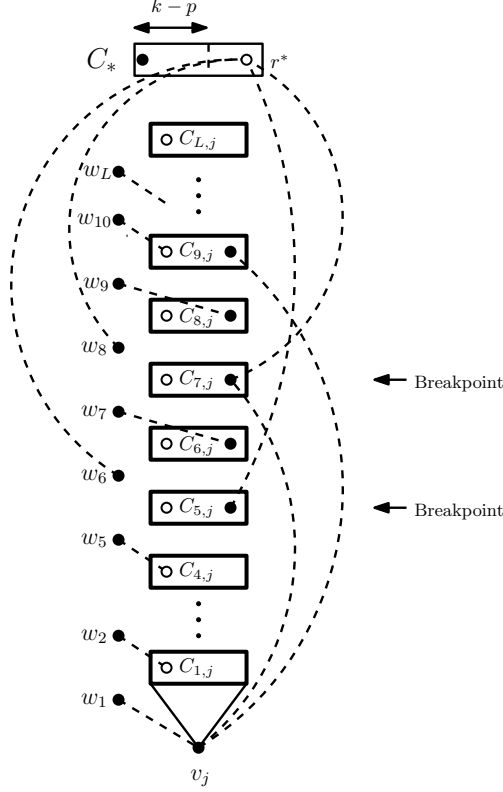 k − p
C_* r^*
C_{L,j}
w_L
w_{10}
C_{9,j}
w_9
C_{8,j}
w_8
C_{7,j} Breakpoint
w_7
C_{6,j}
w_6
C_{5,j} Breakpoint
w_5
C_{4,j}
w_2
C_{1,j}
w_1
v_j